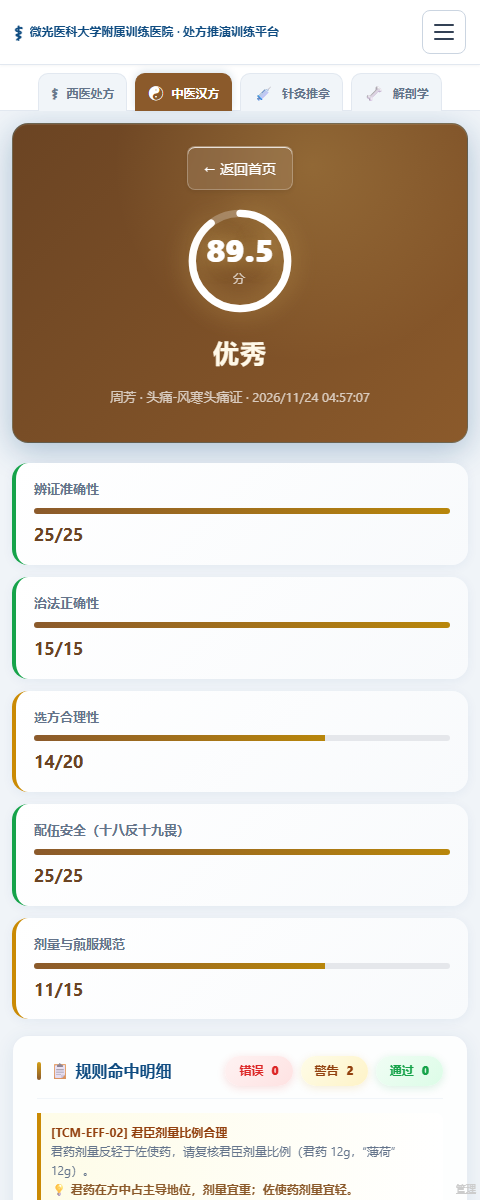 微光医科大学附属训练医院 · 处方推演训练平台
西医处方 中医汉方 针灸推拿 解剖学
← 返回首页
89.5
分
优秀
周芳 · 头痛-风寒头痛证 · 2026/11/24 04:57:07
辨证准确性
25/25
治法正确性
15/15
选方合理性
14/20
配伍安全（十八反十九畏）
25/25
剂量与煎服规范
11/15
规则命中明细 错误 0 警告 2 通过 0
[TCM-EFF-02] 君臣剂量比例合理
君药剂量反轻于佐使药，请复核君臣剂量比例（君药 12g，“薄荷”
12g）。
君药在方中占主导地位，剂量宜重；佐使药剂量宜轻。
管理